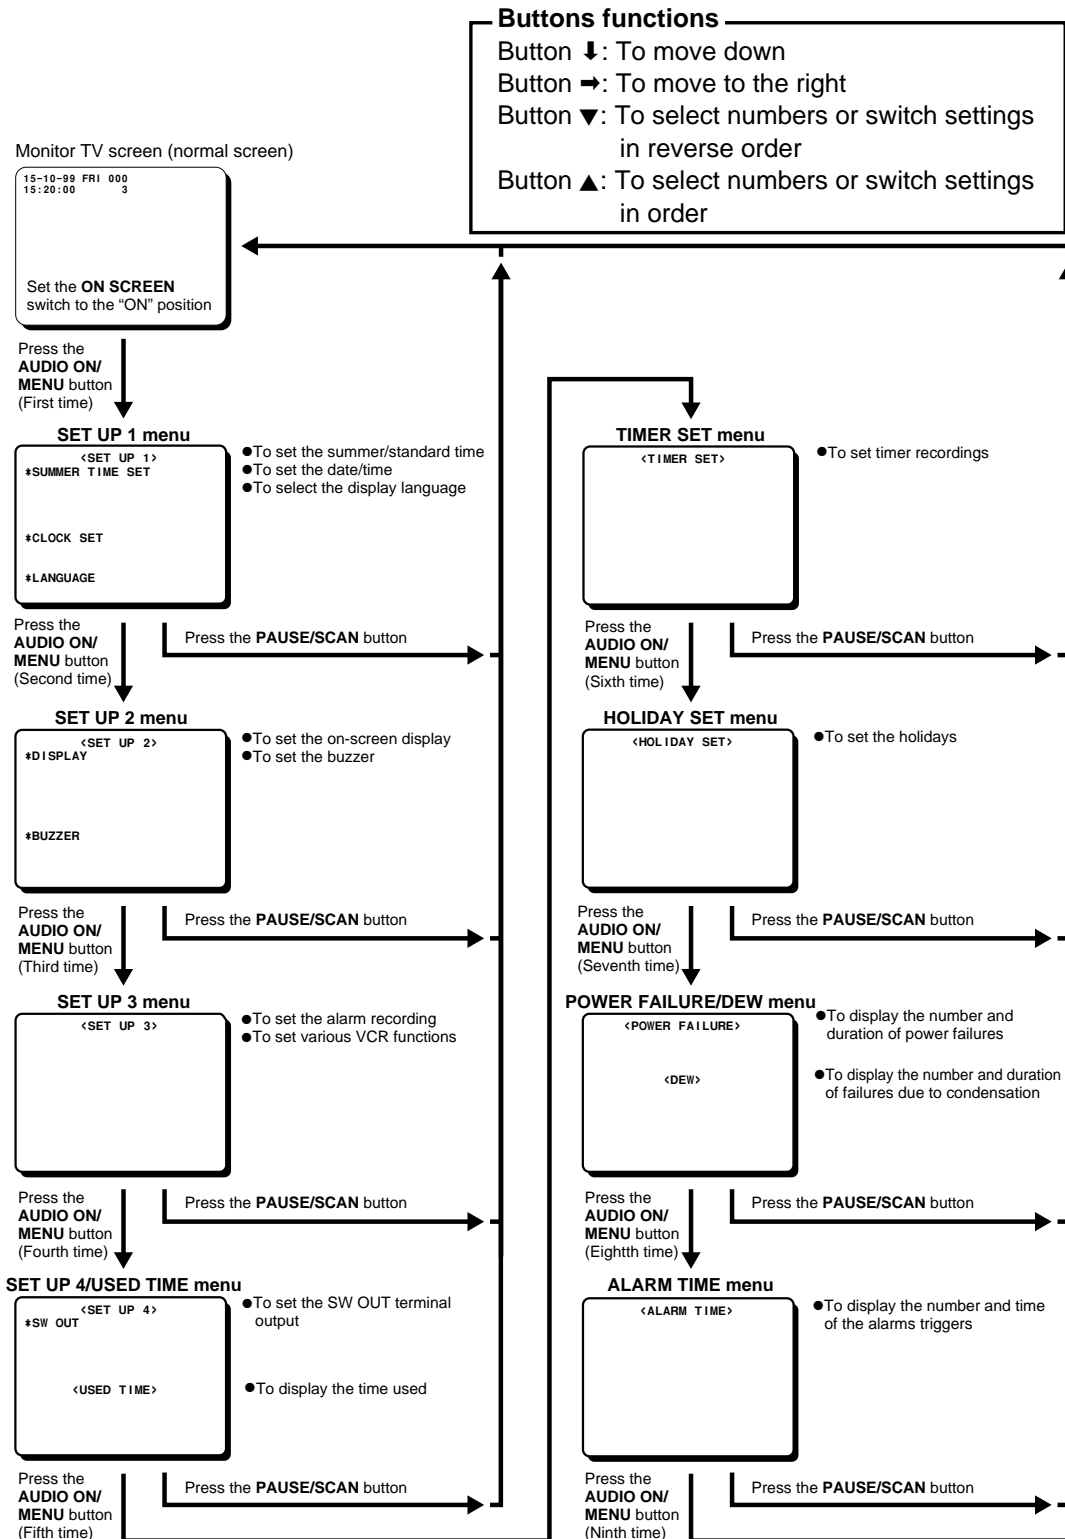 Buttons functions
Button ⬇: To move down
Button ➡: To move to the right
Button ▼: To select numbers or switch settings
in reverse order
Button ▲: To select numbers or switch settings
in order
Monitor TV screen (normal screen)
15-10-99 FRI 000
15:20:00 3
Set the ON SCREEN
switch to the “ON” position
Press the
AUDIO ON/
MENU button
(First time)
SET UP 1 menu
<SET UP 1>
*SUMMER TIME SET
*CLOCK SET
*LANGUAGE
●To set the summer/standard time
●To set the date/time
●To select the display language
Press the
AUDIO ON/
MENU button
(Second time)
Press the PAUSE/SCAN button
SET UP 2 menu
<SET UP 2>
*DISPLAY
*BUZZER
●To set the on-screen display
●To set the buzzer
Press the
AUDIO ON/
MENU button
(Third time)
Press the PAUSE/SCAN button
SET UP 3 menu
<SET UP 3>
●To set the alarm recording
●To set various VCR functions
Press the
AUDIO ON/
MENU button
(Fourth time)
Press the PAUSE/SCAN button
SET UP 4/USED TIME menu
<SET UP 4>
*SW OUT
<USED TIME>
●To set the SW OUT terminal
output
●To display the time used
Press the
AUDIO ON/
MENU button
(Fifth time)
Press the PAUSE/SCAN button
TIMER SET menu
<TIMER SET>
●To set timer recordings
Press the
AUDIO ON/
MENU button
(Sixth time)
Press the PAUSE/SCAN button
HOLIDAY SET menu
<HOLIDAY SET>
●To set the holidays
Press the
AUDIO ON/
MENU button
(Seventh time)
Press the PAUSE/SCAN button
POWER FAILURE/DEW menu
<POWER FAILURE>
<DEW>
●To display the number and
duration of power failures
●To display the number and duration
of failures due to condensation
Press the
AUDIO ON/
MENU button
(Eightth time)
Press the PAUSE/SCAN button
ALARM TIME menu
<ALARM TIME>
●To display the number and time
of the alarms triggers
Press the
AUDIO ON/
MENU button
(Ninth time)
Press the PAUSE/SCAN button